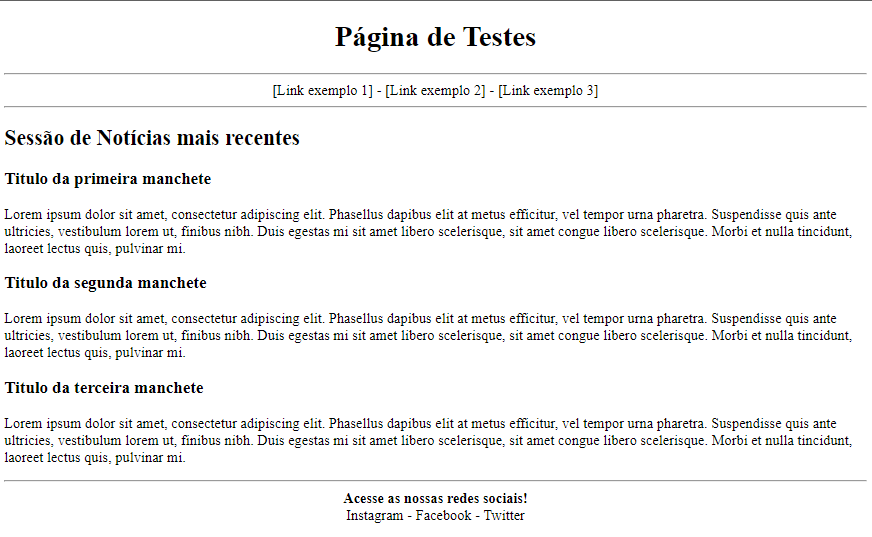 Página de Testes
[Link exemplo 1] - [Link exemplo 2] - [Link exemplo 3]
Sessão de Notícias mais recentes
Titulo da primeira manchete
Lorem ipsum dolor sit amet, consectetur adipiscing elit. Phasellus dapibus elit at metus efficitur, vel tempor urna pharetra. Suspendisse quis ante
ultricies, vestibulum lorem ut, finibus nibh. Duis egestas mi sit amet libero scelerisque, sit amet congue libero scelerisque. Morbi et nulla tincidunt,
laoreet lectus quis, pulvinar mi.
Titulo da segunda manchete
Lorem ipsum dolor sit amet, consectetur adipiscing elit. Phasellus dapibus elit at metus efficitur, vel tempor urna pharetra. Suspendisse quis ante
ultricies, vestibulum lorem ut, finibus nibh. Duis egestas mi sit amet libero scelerisque, sit amet congue libero scelerisque. Morbi et nulla tincidunt,
laoreet lectus quis, pulvinar mi.
Titulo da terceira manchete
Lorem ipsum dolor sit amet, consectetur adipiscing elit. Phasellus dapibus elit at metus efficitur, vel tempor urna pharetra. Suspendisse quis ante
ultricies, vestibulum lorem ut, finibus nibh. Duis egestas mi sit amet libero scelerisque, sit amet congue libero scelerisque. Morbi et nulla tincidunt,
laoreet lectus quis, pulvinar mi.
Acesse as nossas redes sociais!
Instagram - Facebook - Twitter